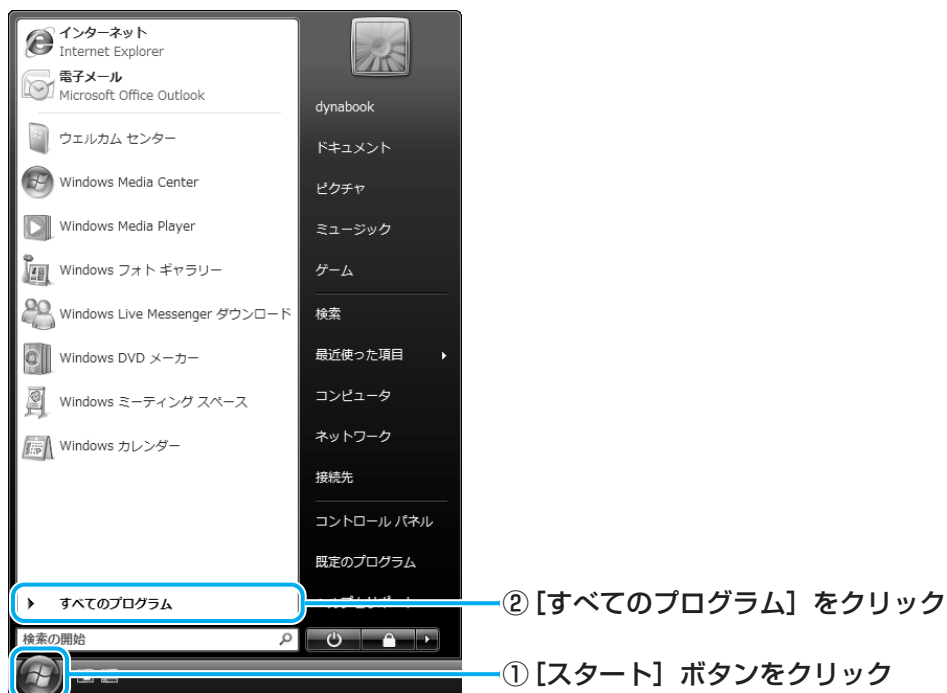 インターネット
Internet Explorer
電子メール
Microsoft Office Outlook
ウェルカム センター
Windows Media Center
Windows Media Player
Windows フォト ギャラリー
Windows Live Messenger ダウンロード
Windows DVD メーカー
Windows ミーティング スペース
Windows カレンダー
すべてのプログラム
検索の開始
dynabook
ドキュメント
ピクチャ
ミュージック
ゲーム
検索
最近使った項目
コンピュータ
ネットワーク
接続先
コントロール パネル
既定のプログラム
②[すべてのプログラム]をクリック
①[スタート]ボタンをクリック